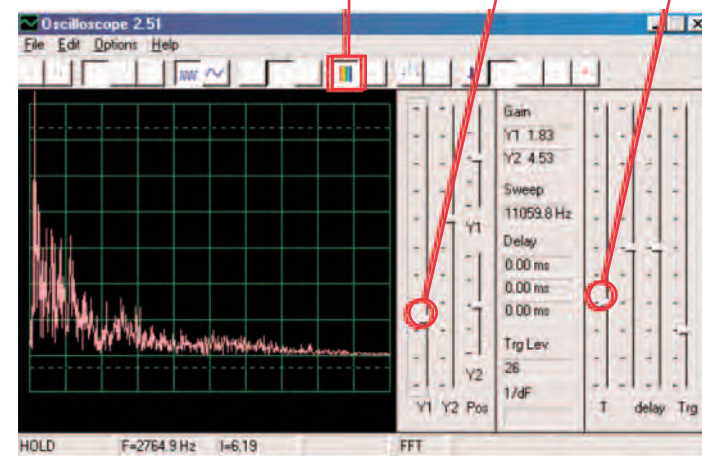 Oscilloscope 2.51
File Edit Options Help
Gain
Y1 1.83
Y2 4.53
Sweep
11059.8 Hz
Delay
0.00 ms
0.00 ms
0.00 ms
Trg Lev
26
1/dF
Y1
Y2
Y1 Y2 Pos
T delay Trg
HOLD F=2764.9 Hz I=6,19 FFT